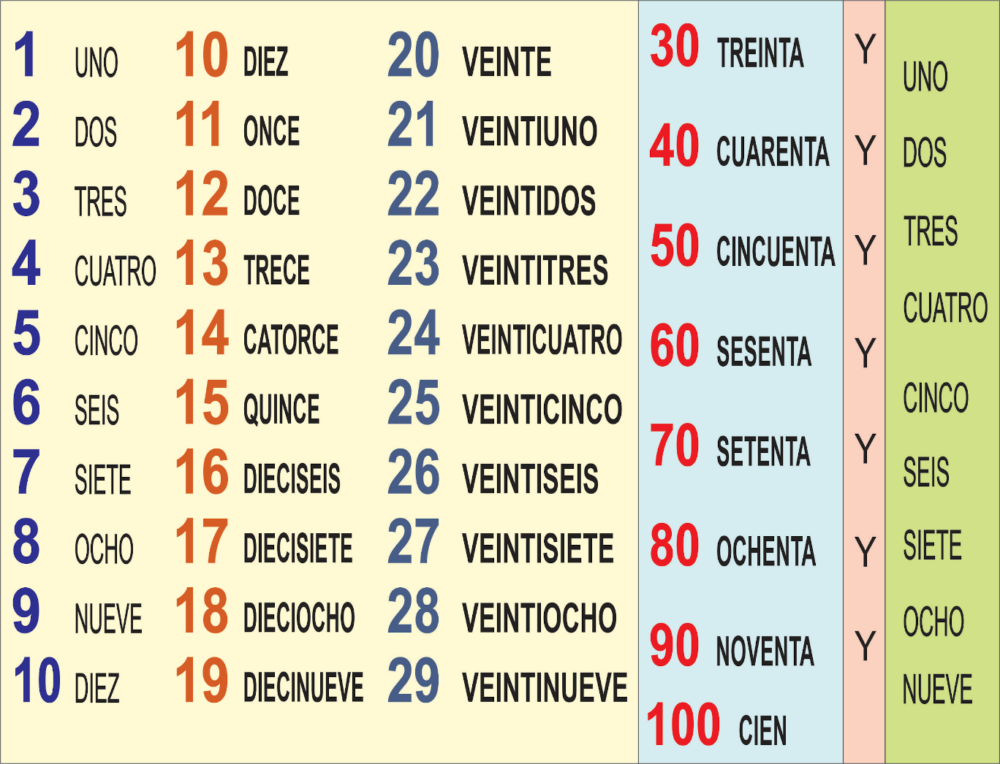 1 UNO 10 DIEZ 20 VEINTE
2 DOS 11 ONCE 21 VEINTIUNO
3 TRES 12 DOCE 22 VEINTIDOS
4 CUATRO 13 TRECE 23 VEINTITRES
5 CINCO 14 CATORCE 24 VEINTICUATRO
6 SEIS 15 QUINCE 25 VEINTICINCO
7 SIETE 16 DIECISEIS 26 VEINTISEIS
8 OCHO 17 DIECISIETE 27 VEINTISIETE
9 NUEVE 18 DIECIOCHO 28 VEINTIOCHO
10 DIEZ 19 DIECINUEVE 29 VEINTINUEVE
30 TREINTA Y
40 CUARENTA Y
50 CINCUENTA Y
60 SESENTA Y
70 SETENTA Y
80 OCHENTA Y
90 NOVENTA Y
100 CIEN
UNO
DOS
TRES
CUATRO
CINCO
SEIS
SIETE
OCHO
NUEVE